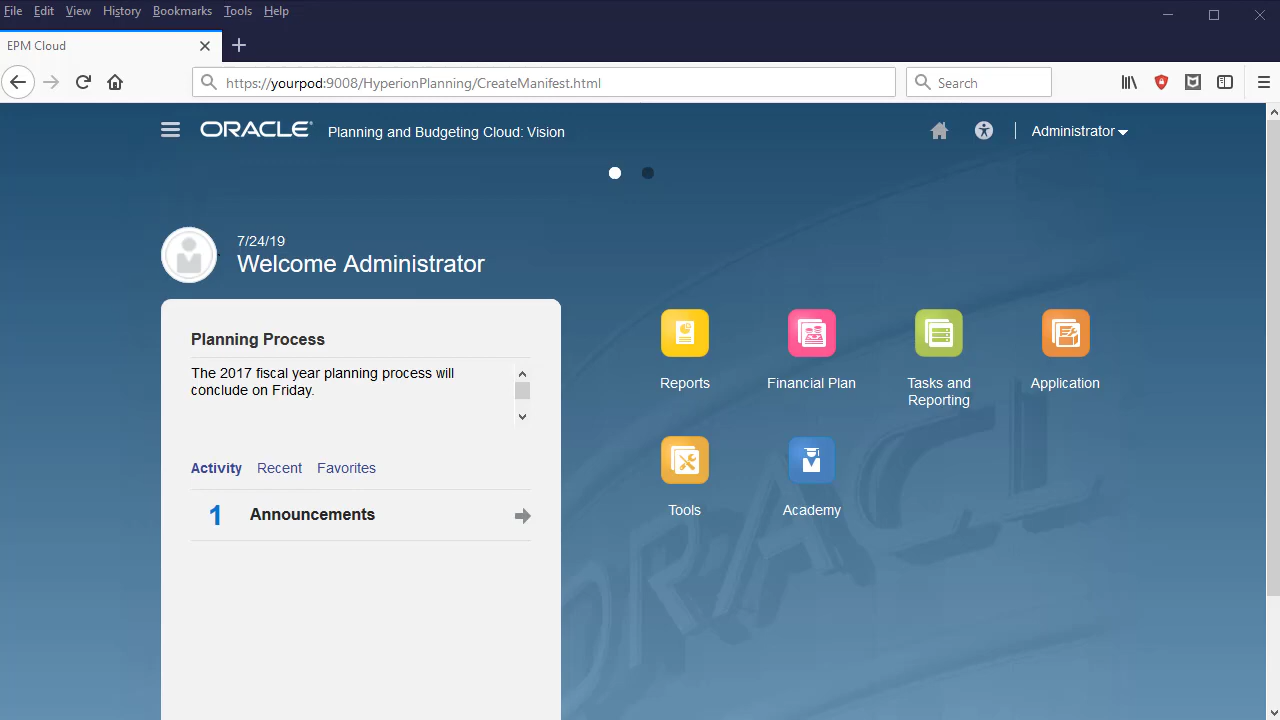 File Edit View History Bookmarks Tools Help
EPM Cloud
https://yourpod:9008/HyperionPlanning/CreateManifest.html
Search
ORACLE Planning and Budgeting Cloud: Vision
Administrator
7/24/19
Welcome Administrator
Planning Process
The 2017 fiscal year planning process will
conclude on Friday.
Activity Recent Favorites
1 Announcements
Reports
Financial Plan
Tasks and
Reporting
Application
Tools
Academy
ORACL